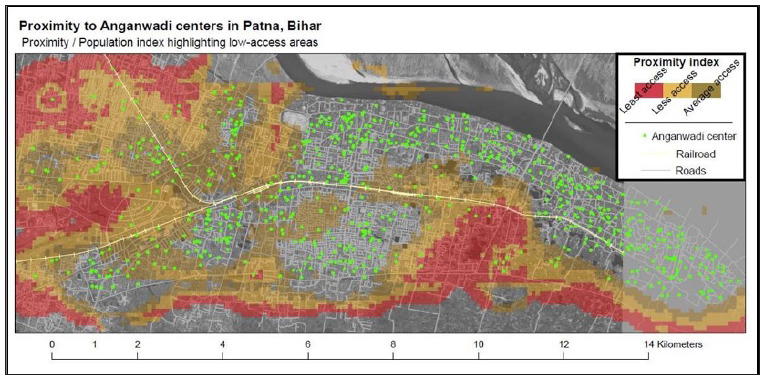 Proximity to Anganwadi centers in Patna, Bihar
Proximity / Population index highlighting low-access areas
Proximity index
Least access
Less access
Average access
Anganwadi center
Railroad
Roads
0 1 2 4 6 8 10 12 14 Kilometers